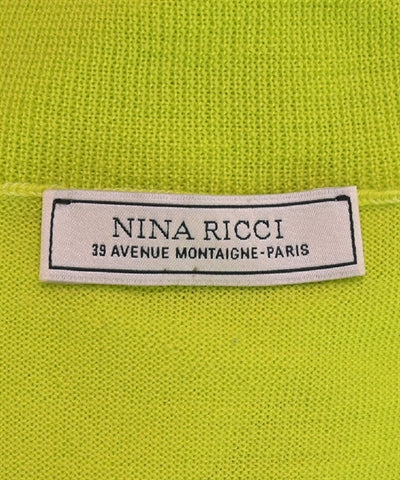 NINA RICCI
39 AVENUE MONTAIGNE-PARIS